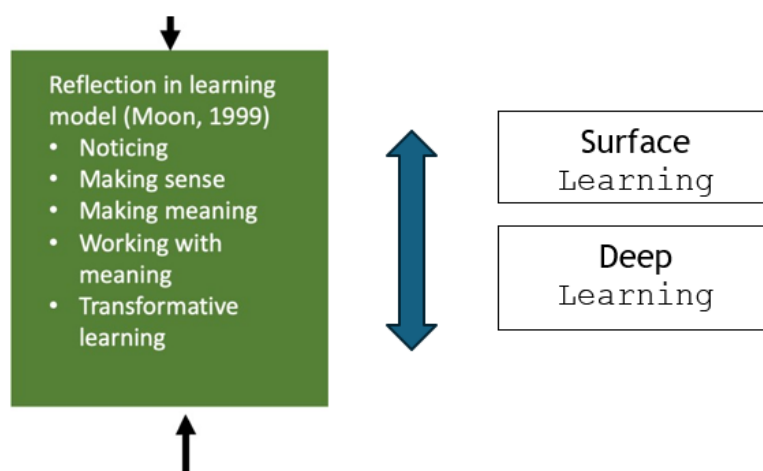 Reflection in learning
model (Moon, 1999)
• Noticing
• Making sense
• Making meaning
• Working with
meaning
• Transformative
learning
Surface
Learning
Deep
Learning